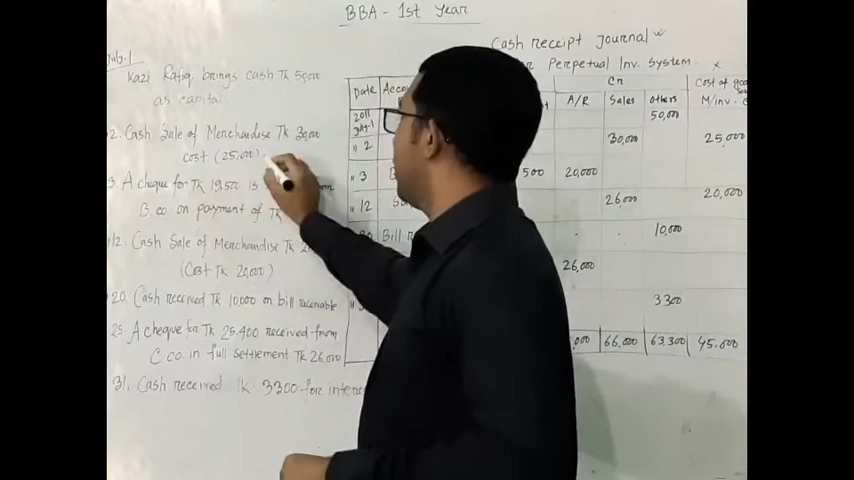 BBA - 1st Year
Cash receipt Journal
Perpetual Inv. System. x
July-1
Kazi Rafiq, brings cash TK 50,000
as capital.
2. Cash Sale of Merchandise TK 30,000
cost (25,000)
3. A cheque for TK 19,500 is
B.co on payment of TK
12. Cash Sale of Merchandise TK 2
(Cost TK 20,000)
20. Cash received TK 10000 on bill receivable
25. A cheque for TK 25,400 received from
C co. in full settlement TK 26,000
31. Cash received TK 3300 for inter
Date
Cr
Cost of
A/R Sales Others M/inv.
2011
July-1 50,000
" 2 30,000 25,000
" 3 500 20,000
" 12 26,000 20,000
Bill 10,000
26,000
3300
66,000 63,300 45,000